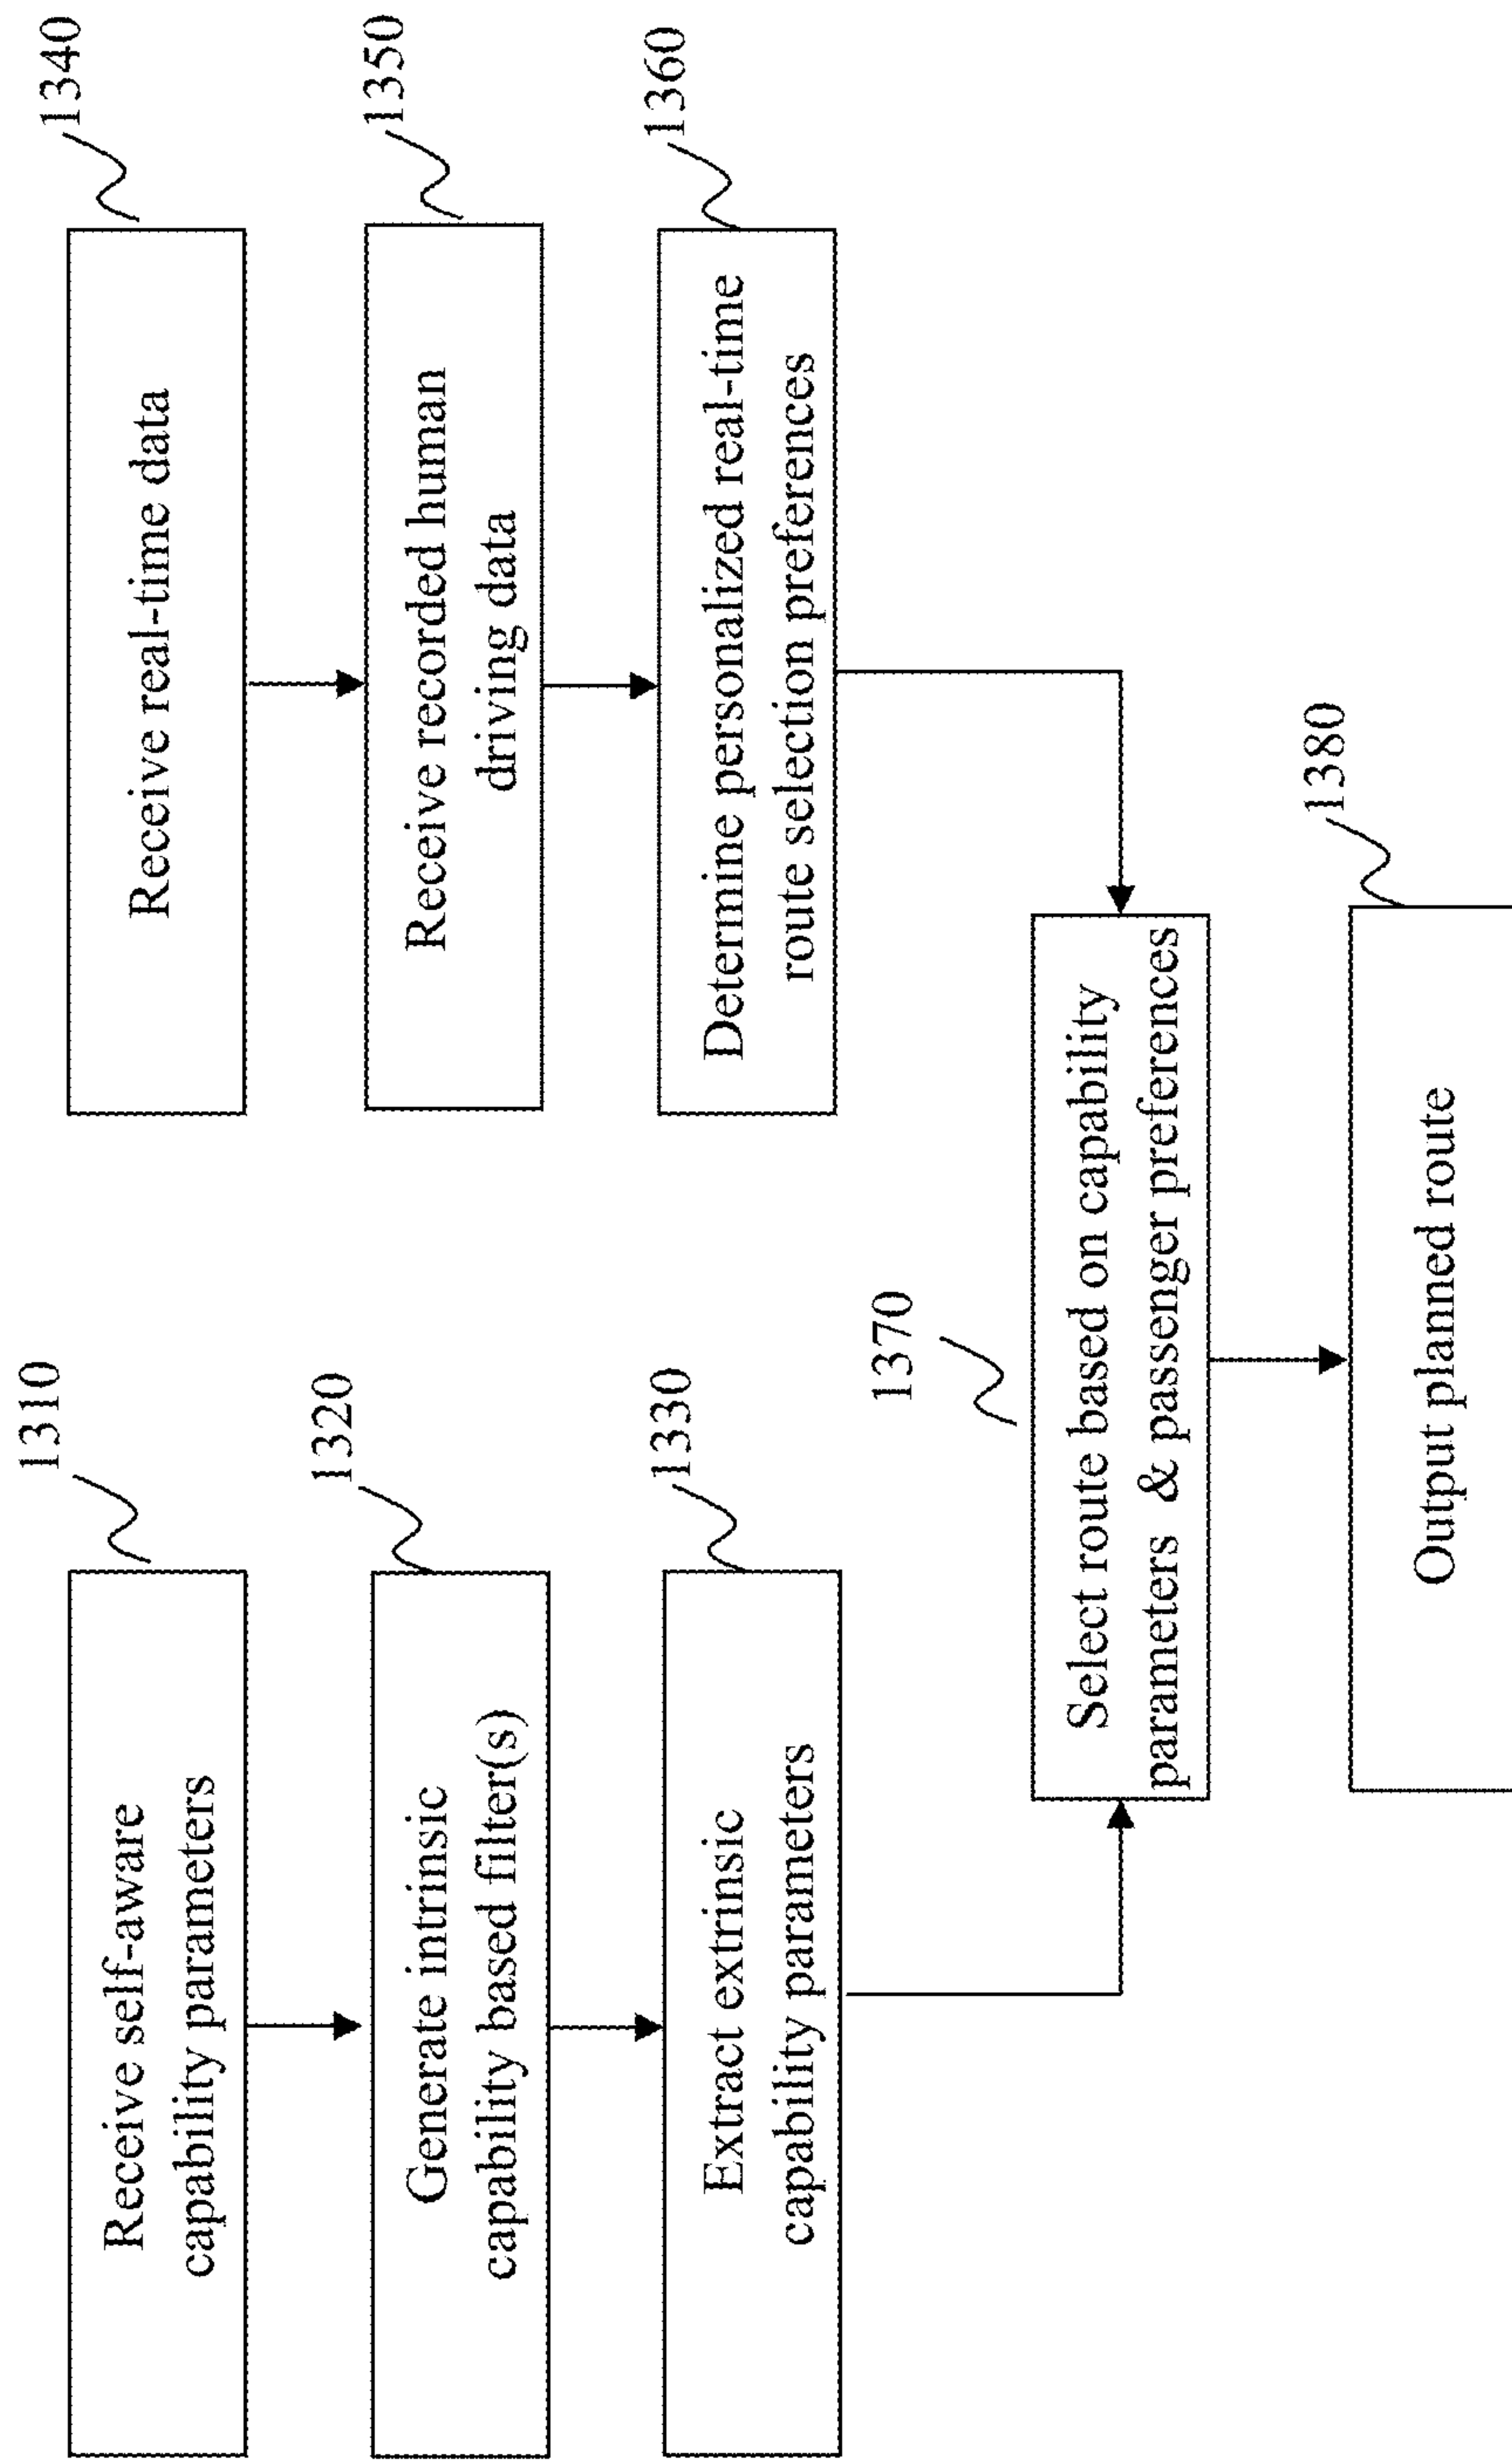 1310
Receive self-aware
capability parameters
1320
Generate intrinsic
capability based filter(s)
1330
Extract extrinsic
capability parameters
1340
Receive real-time data
1350
Receive recorded human
driving data
1360
Determine personalized real-time
route selection preferences
1370
Select route based on capability
parameters & passenger preferences
1380
Output planned route